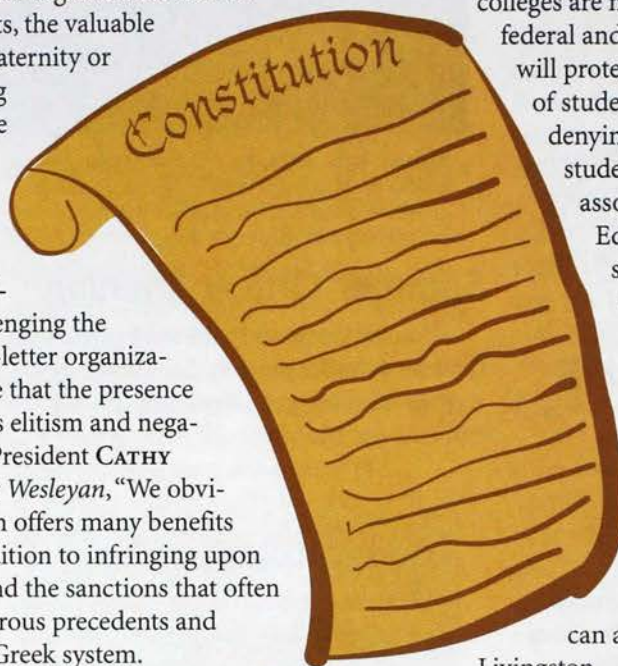 ts, the valuable
aternity or
g
e
-
enging the
-letter organiza-
e that the presence
s elitism and nega-
President CATHY
Wesleyan, “We obvi-
n offers many benefits
ition to infringing upon
nd the sanctions that often
rous precedents and
Greek system.
Constitution
colleges are
federal and
will prote
of stude
denyin
stude
asso
s
can a
Livingston